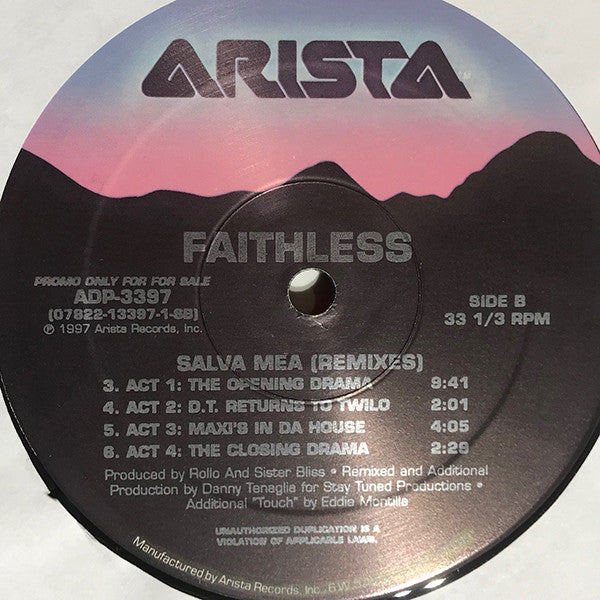 ARISTA
FAITHLESS
PROMO ONLY FOR FOR SALE
ADP-3397
(07822-13397-1-SB)
℗ 1997 Arista Records, Inc.
SIDE B
33 1/3 RPM
SALVA MEA (REMIXES)
3. ACT 1: THE OPENING DRAMA 9:41
4. ACT 2: D.T. RETURNS TO TWILO 2:01
5. ACT 3: MAXI'S IN DA HOUSE 4:05
6. ACT 4: THE CLOSING DRAMA 2:28
Produced by Rollo And Sister Bliss • Remixed and Additional
Production by Danny Tenaglia for Stay Tuned Productions •
Additional "Touch" by Eddie Montilla
UNAUTHORIZED DUPLICATION IS A
VIOLATION OF APPLICABLE LAWS.
Manufactured by Arista Records, Inc., 6 W.